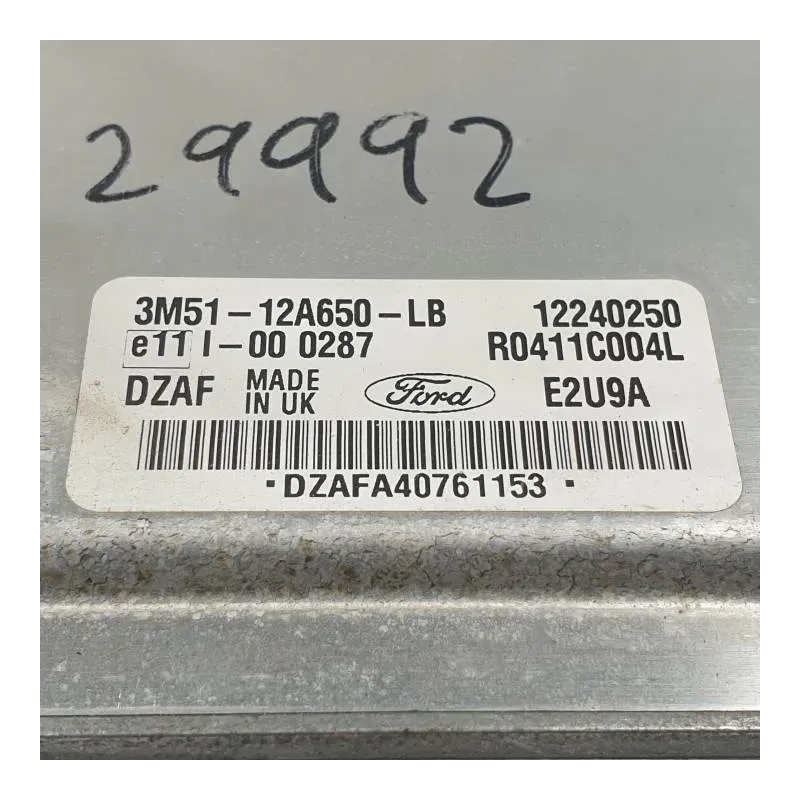 29992
3M51-12A650-LB 12240250
e11 I-00 0287 R0411C004L
DZAF MADE IN UK Ford E2U9A
·DZAFA40761153·